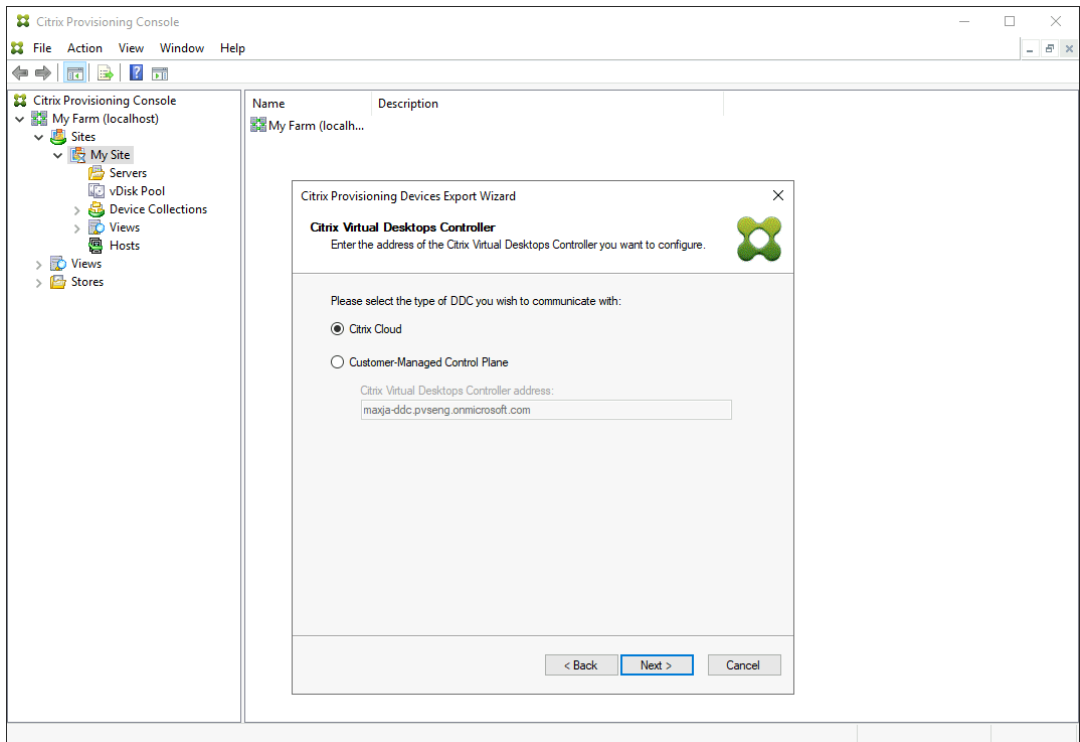 Citrix Provisioning Console
File Action View Window Help
Citrix Provisioning Console
My Farm (localhost)
Sites
My Site
Servers
vDisk Pool
Device Collections
Views
Hosts
Views
Stores
Name Description
My Farm (localh...
Citrix Provisioning Devices Export Wizard
Citrix Virtual Desktops Controller
Enter the address of the Citrix Virtual Desktops Controller you want to configure.
Please select the type of DDC you wish to communicate with:
Citrix Cloud
Customer-Managed Control Plane
Citrix Virtual Desktops Controller address:
maxja-ddc.pvseng.onmicrosoft.com
< Back Next > Cancel